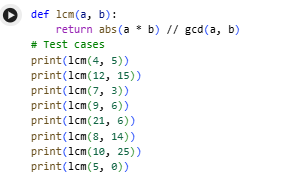 def lcm(a, b):
    return abs(a * b) // gcd(a, b)
# Test cases
print(lcm(4, 5))
print(lcm(12, 15))
print(lcm(7, 3))
print(lcm(9, 6))
print(lcm(21, 6))
print(lcm(8, 14))
print(lcm(10, 25))
print(lcm(5, 0))